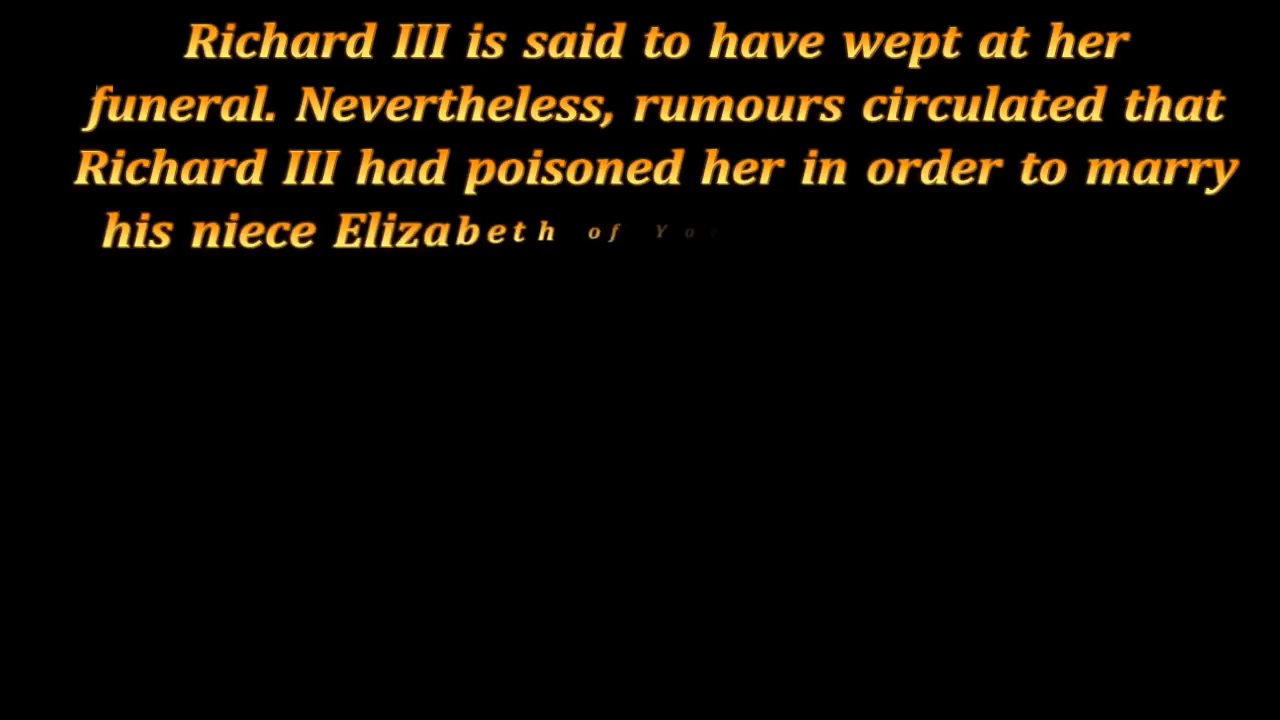 Richard III is said to have wept at her
funeral. Nevertheless, rumours circulated that
Richard III had poisoned her in order to marry
his niece Elizabeth of